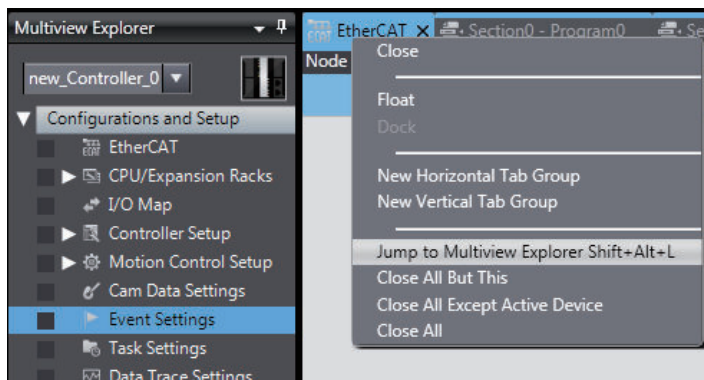 Multiview Explorer
new_Controller_0
Configurations and Setup
EtherCAT
CPU/Expansion Racks
I/O Map
Controller Setup
Motion Control Setup
Cam Data Settings
Event Settings
Task Settings
Data Trace Settings
EtherCAT
Section0 - Program0
Se
Node
Close
Float
Dock
New Horizontal Tab Group
New Vertical Tab Group
Jump to Multiview Explorer Shift+Alt+L
Close All But This
Close All Except Active Device
Close All